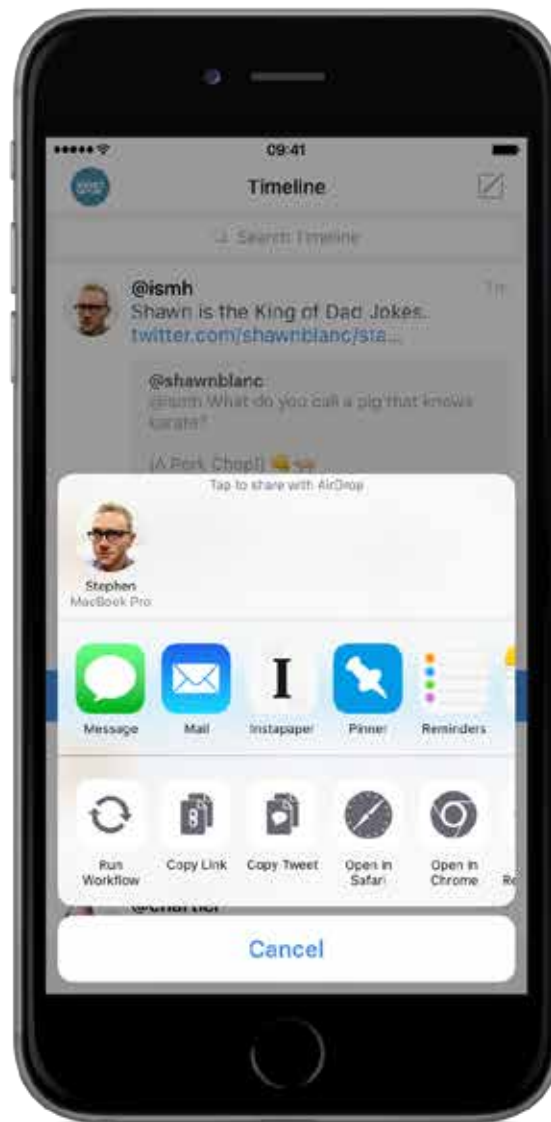 09:41
Timeline
Search Timeline
@ismh
Shawn is the King of Dad Jokes.
twitter.com/shawnblanc/sta...
@shawnblanc
@ismh What do you call a pig that knows
karate?
(A Pork Chop!)
Tap to share with AirDrop
Stephen
MacBook Pro
Message
Mail
Instapaper
Pinner
Reminders
Run
Workflow
Copy Link
Copy Tweet
Open in
Safari
Open in
Chrome
@chartier
Cancel